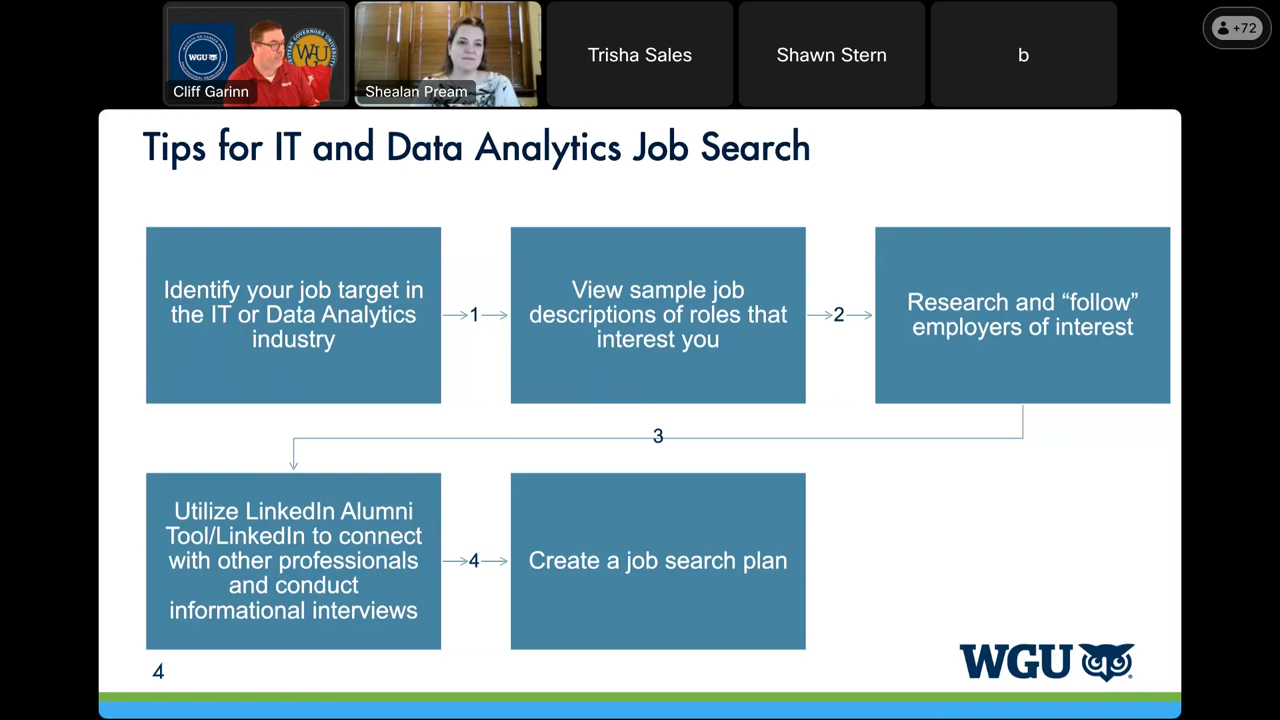 WGU
WU
Cliff Garinn
Shealan Pream
Trisha Sales
Shawn Stern
b
+72
Tips for IT and Data Analytics Job Search
Identify your job target in
the IT or Data Analytics
industry
1
View sample job
descriptions of roles that
interest you
2
Research and “follow”
employers of interest
3
Utilize LinkedIn Alumni
Tool/LinkedIn to connect
with other professionals
and conduct
informational interviews
4
Create a job search plan
4
WGU